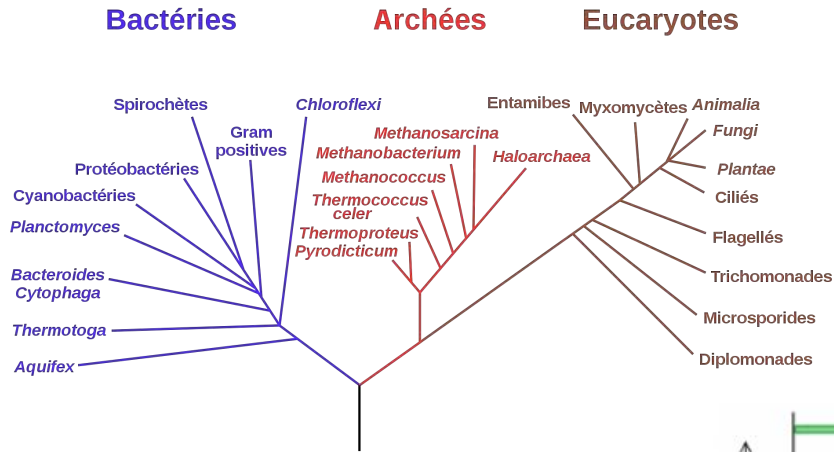 Bactéries
Archées
Eucaryotes
Spirochètes
Chloroflexi
Gram
positives
Protéobactéries
Cyanobactéries
Planctomyces
Bacteroides
Cytophaga
Thermotoga
Aquifex
Methanosarcina
Methanobacterium
Haloarchaea
Methanococcus
Thermococcus
celer
Thermoproteus
Pyrodicticum
Entamibes
Myxomycètes
Animalia
Fungi
Plantae
Ciliés
Flagellés
Trichomonades
Microsporides
Diplomonades